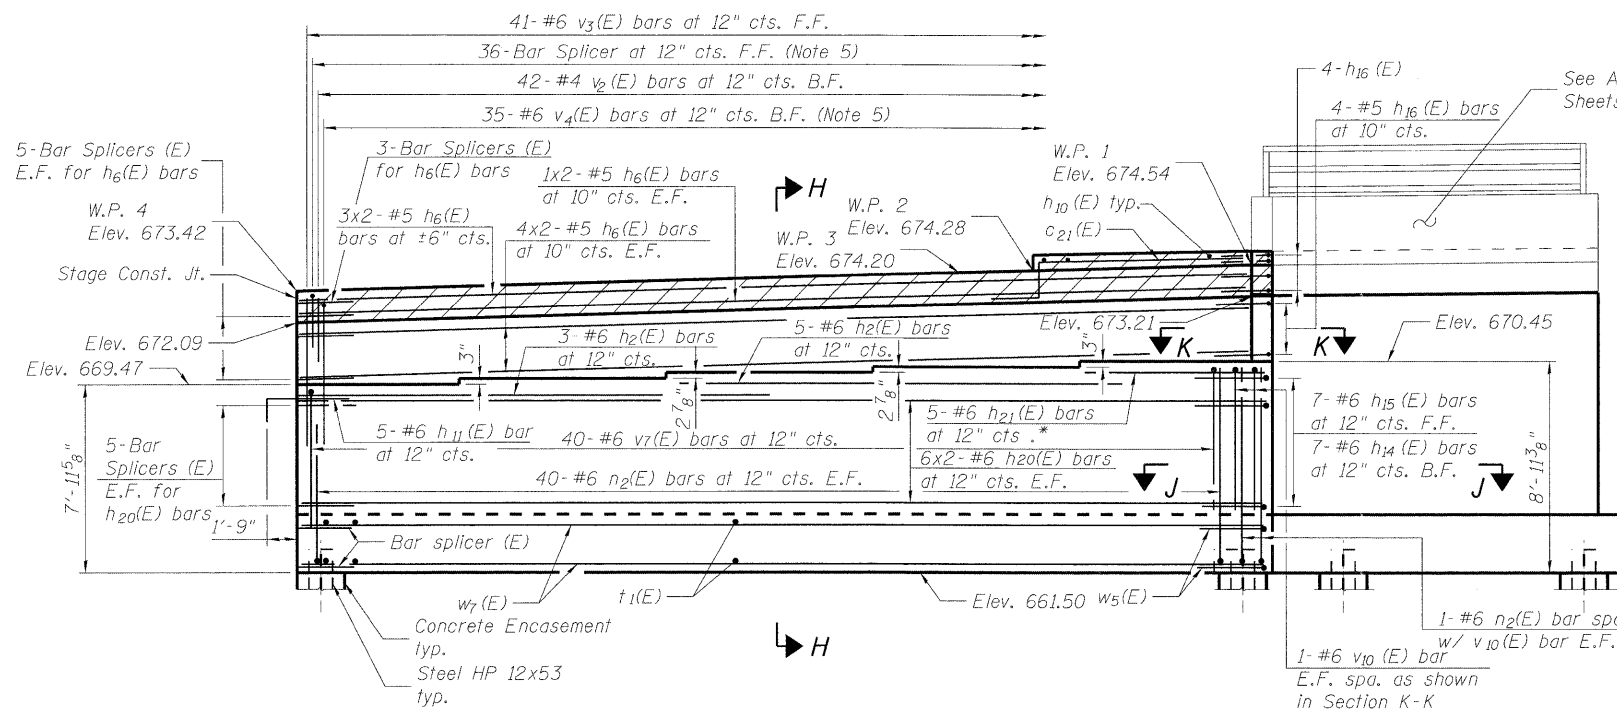 41-#6 v3(E) bars at 12" cts. F.F.
36-Bar Splicer at 12" cts. F.F. (Note 5)
42-#4 v2(E) bars at 12" cts. B.F.
35-#6 v4(E) bars at 12" cts. B.F. (Note 5)
4-h16(E)
4-#5 h16(E) bars
at 10" cts.
See A
Sheets
5-Bar Splicers (E)
E.F. for h6(E) bars
3-Bar Splicers (E)
for h6(E) bars
1x2-#5 h6(E) bars
at 10" cts. E.F.
W.P. 1
Elev. 674.54
H
W.P. 4
Elev. 673.42
3x2-#5 h6(E)
bars at ±6" cts.
4x2-#5 h6(E) bars
at 10" cts. E.F.
W.P. 2
Elev. 674.28
h10(E) typ.
c21(E)
W.P. 3
Elev. 674.20
Stage Const. Jt.
Elev. 672.09
Elev. 669.47
3-#6 h2(E) bars
at 12" cts.
5-#6 h2(E) bars
at 12" cts.
Elev. 673.21
K
K
Elev. 670.45
3"
2 7/8"
2 7/8"
3"
7'-11 5/8"
5-Bar
Splicers (E)
E.F. for
h20(E) bars
5-#6 h11(E) bar
at 12" cts.
40-#6 v7(E) bars at 12" cts.
5-#6 h21(E) bars
at 12" cts.*
6x2-#6 h20(E) bars
at 12" cts. E.F.
40-#6 n2(E) bars at 12" cts. E.F.
7-#6 h15(E) bars
at 12" cts. F.F.
7-#6 h14(E) bars
at 12" cts. B.F.
8'-11 3/8"
J
J
1'-9"
Bar splicer (E)
w7(E)
t1(E)
Elev. 661.50
w5(E)
Concrete Encasement
typ.
Steel HP 12x53
typ.
H
1-#6 n2(E) bar spa
w/ v10(E) bar E.F.
1-#6 v10(E) bar
E.F. spa. as shown
in Section K-K